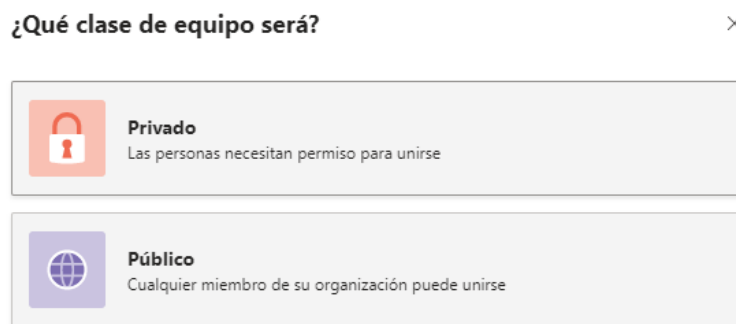 ¿Qué clase de equipo será?
Privado
Las personas necesitan permiso para unirse
Público
Cualquier miembro de su organización puede unirse